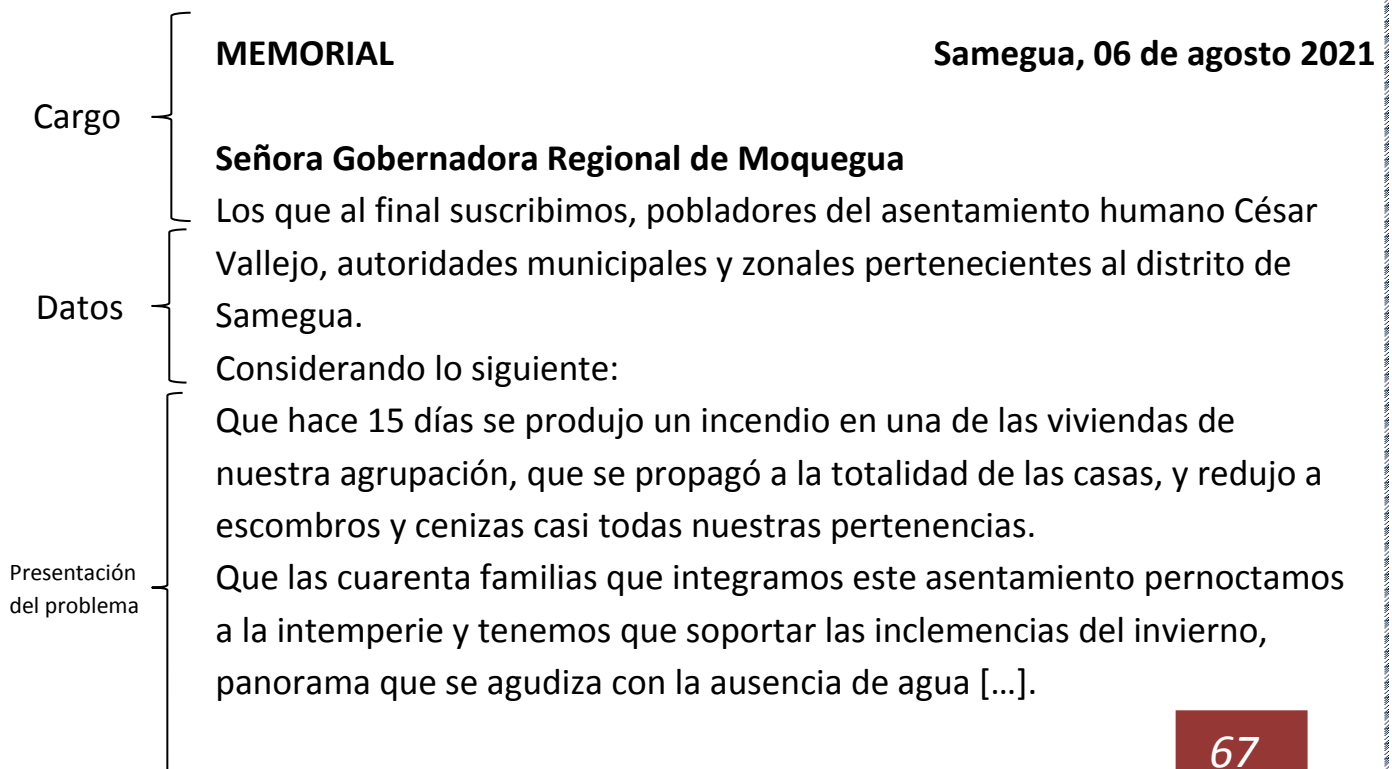 MEMORIAL Samegua, 06 de agosto 2021
Cargo
Señora Gobernadora Regional de Moquegua
Los que al final suscribimos, pobladores del asentamiento humano César
Vallejo, autoridades municipales y zonales pertenecientes al distrito de
Datos
Samegua.
Considerando lo siguiente:
Que hace 15 días se produjo un incendio en una de las viviendas de
nuestra agrupación, que se propagó a la totalidad de las casas, y redujo a
escombros y cenizas casi todas nuestras pertenencias.
Presentación
del problema
Que las cuarenta familias que integramos este asentamiento pernoctamos
a la intemperie y tenemos que soportar las inclemencias del invierno,
panorama que se agudiza con la ausencia de agua […].
67